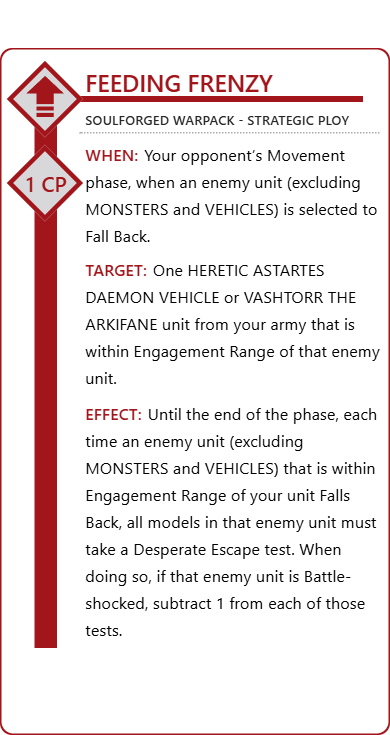 FEEDING FRENZY
SOULFORGED WARPACK - STRATEGIC PLOY
1 CP
WHEN: Your opponent's Movement
phase, when an enemy unit (excluding
MONSTERS and VEHICLES) is selected to
Fall Back.
TARGET: One HERETIC ASTARTES
DAEMON VEHICLE or VASHTORR THE
ARKIFANE unit from your army that is
within Engagement Range of that enemy
unit.
EFFECT: Until the end of the phase, each
time an enemy unit (excluding
MONSTERS and VEHICLES) that is within
Engagement Range of your unit Falls
Back, all models in that enemy unit must
take a Desperate Escape test. When
doing so, if that enemy unit is Battle-
shocked, subtract 1 from each of those
tests.